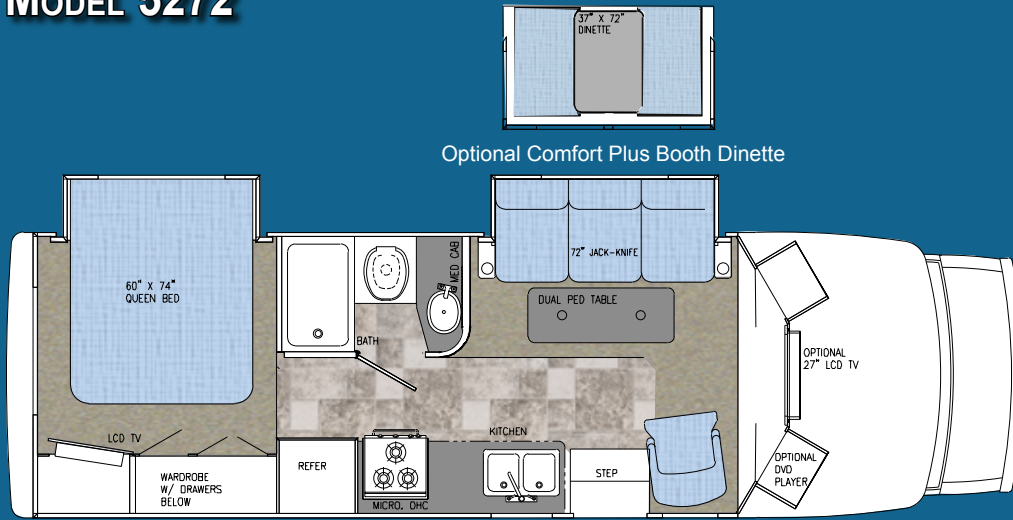 MODEL 5272
37" X 72"
DINETTE
Optional Comfort Plus Booth Dinette
60" X 74"
QUEEN BED
MED CAB
72" JACK-KNIFE
DUAL PED TABLE
BATH
OPTIONAL
27" LCD TV
LCD TV
KITCHEN
WARDROBE
W/ DRAWERS
BELOW
REFER
MICRO, OHC
STEP
OPTIONAL
DVD
PLAYER